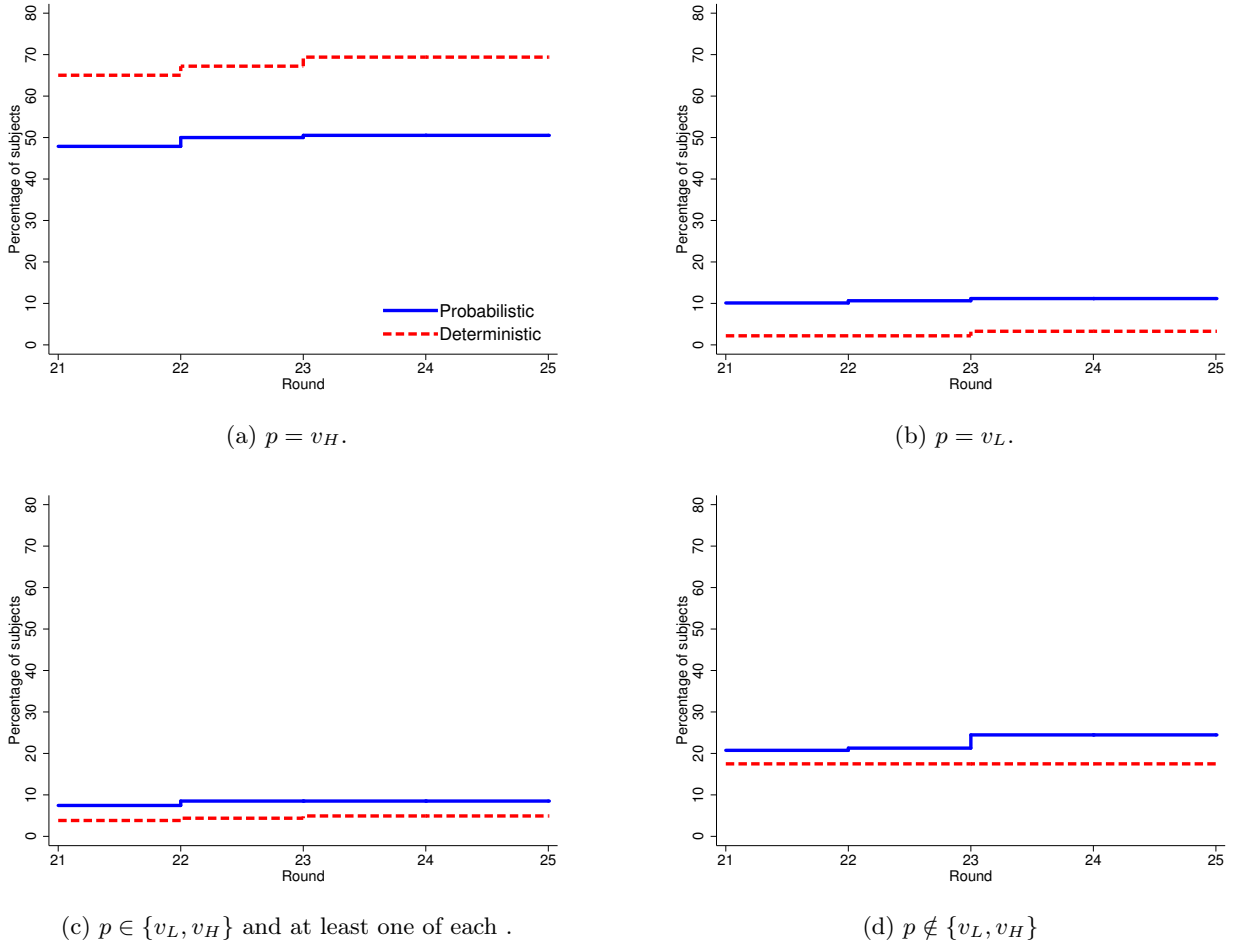 Percentage of subjects
80
70
60
50
40
30
20
10
0
Probabilistic
Deterministic
21 22 23 24 25
Round
(a) p = v_H.
Percentage of subjects
80
70
60
50
40
30
20
10
0
21 22 23 24 25
Round
(b) p = v_L.
Percentage of subjects
80
70
60
50
40
30
20
10
0
21 22 23 24 25
Round
(c) p ∈ {v_L, v_H} and at least one of each .
Percentage of subjects
80
70
60
50
40
30
20
10
0
21 22 23 24 25
Round
(d) p ∉ {v_L, v_H}